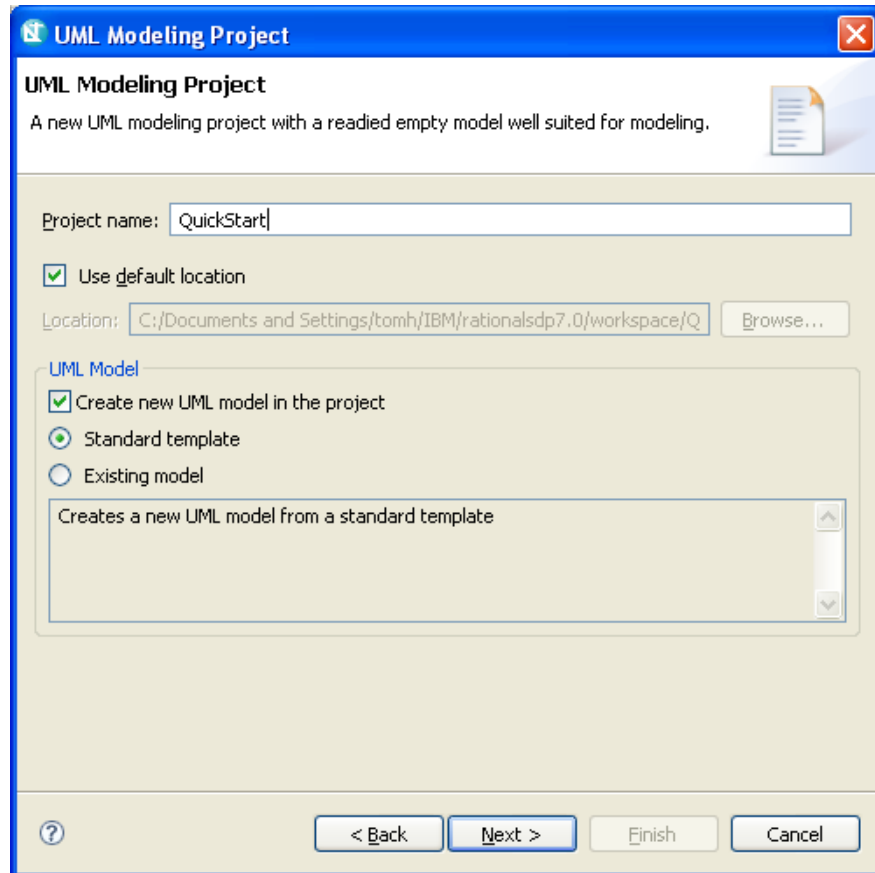 UML Modeling Project
UML Modeling Project
A new UML modeling project with a readied empty model well suited for modeling.
Project name: QuickStart
Use default location
Location: C:/Documents and Settings/tomh/IBM/rationalsdp7.0/workspace/Q Browse...
UML Model
Create new UML model in the project
Standard template
Existing model
Creates a new UML model from a standard template
? < Back Next > Finish Cancel